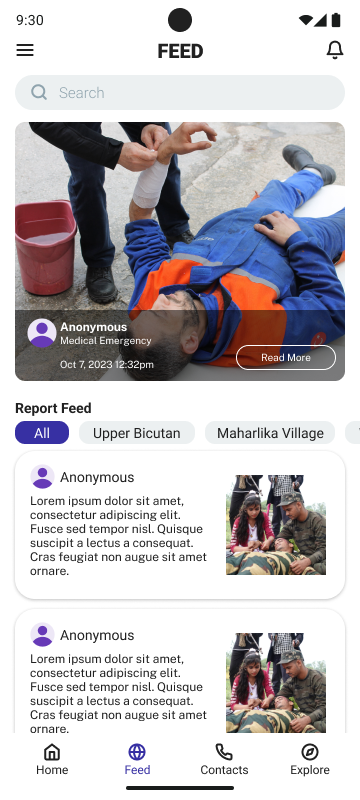 9:30
FEED
Search
Anonymous
Medical Emergency
Oct 7, 2023 12:32pm
Read More
Report Feed
All
Upper Bicutan
Maharlika Village
Anonymous
Lorem ipsum dolor sit amet,
consectetur adipiscing elit.
Fusce sed tempor nisl. Quisque
suscipit a lectus a consequat.
Cras feugiat non augue sit amet
ornare.
Anonymous
Lorem ipsum dolor sit amet,
consectetur adipiscing elit.
Fusce sed tempor nisl. Quisque
suscipit a lectus a consequat.
Cras feugiat non augue sit amet
ornare.
Home
Feed
Contacts
Explore